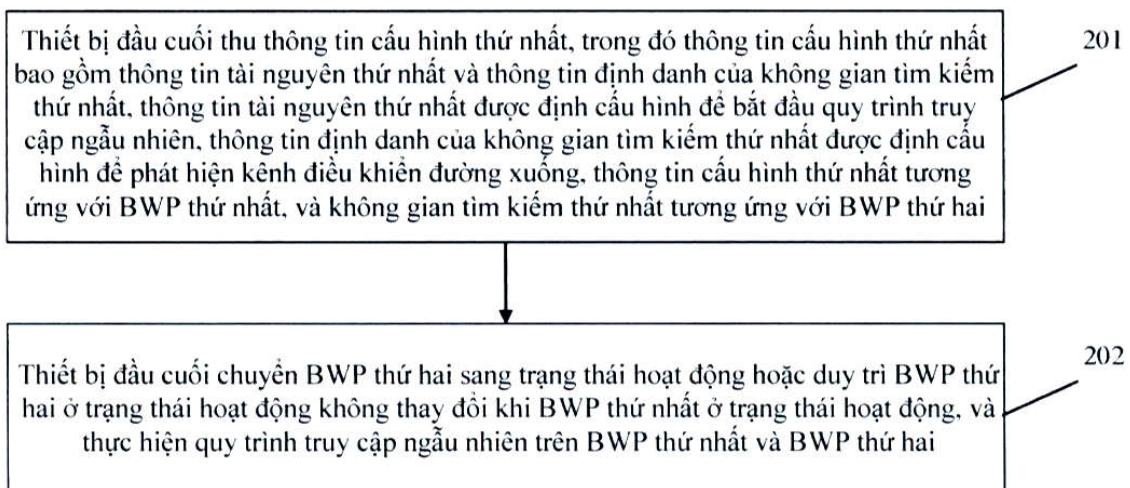 Thiết bị đầu cuối thu thông tin cấu hình thứ nhất, trong đó thông tin cấu hình thứ nhất
bao gồm thông tin tài nguyên thứ nhất và thông tin định danh của không gian tìm kiếm
thứ nhất, thông tin tài nguyên thứ nhất được định cấu hình để bắt đầu quy trình truy
cập ngẫu nhiên, thông tin định danh của không gian tìm kiếm thứ nhất được định cấu
hình để phát hiện kênh điều khiển đường xuống, thông tin cấu hình thứ nhất tương
ứng với BWP thứ nhất, và không gian tìm kiếm thứ nhất tương ứng với BWP thứ hai
201
Thiết bị đầu cuối chuyển BWP thứ hai sang trạng thái hoạt động hoặc duy trì BWP thứ
hai ở trạng thái hoạt động không thay đổi khi BWP thứ nhất ở trạng thái hoạt động, và
thực hiện quy trình truy cập ngẫu nhiên trên BWP thứ nhất và BWP thứ hai
202